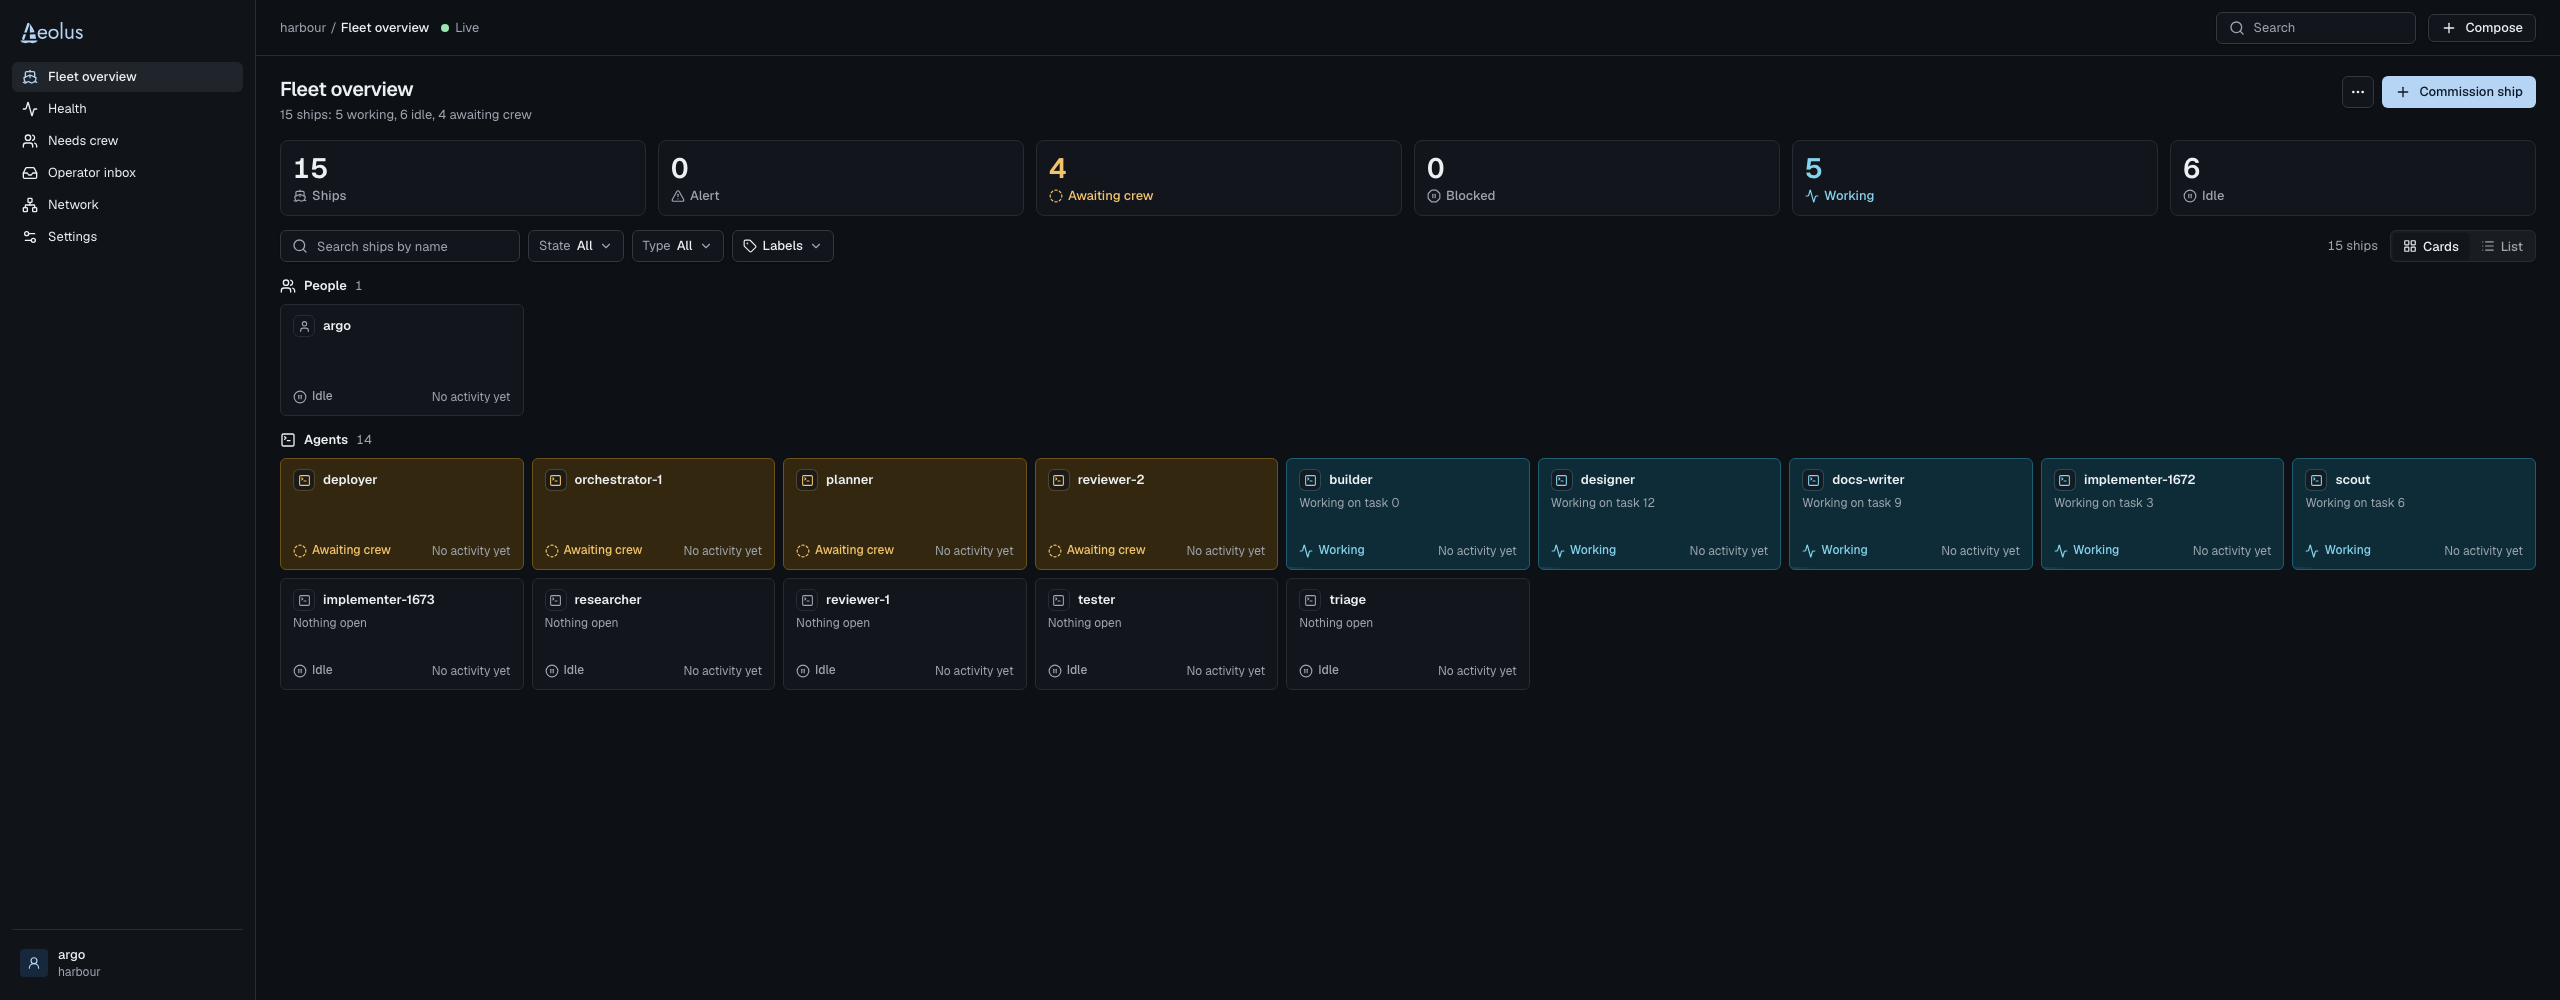 Aeolus
Fleet overview
Health
Needs crew
Operator inbox
Network
Settings
argo
harbour
harbour / Fleet overview Live
Search
Compose
Fleet overview
15 ships: 5 working, 6 idle, 4 awaiting crew
Commission ship
15
Ships
0
Alert
4
Awaiting crew
0
Blocked
5
Working
6
Idle
Search ships by name
State All
Type All
Labels
15 ships
Cards
List
People 1
argo
Idle No activity yet
Agents 14
deployer
Awaiting crew No activity yet
orchestrator-1
Awaiting crew No activity yet
planner
Awaiting crew No activity yet
reviewer-2
Awaiting crew No activity yet
builder
Working on task 0
Working No activity yet
designer
Working on task 12
Working No activity yet
docs-writer
Working on task 9
Working No activity yet
implementer-1672
Working on task 3
Working No activity yet
scout
Working on task 6
Working No activity yet
implementer-1673
Nothing open
Idle No activity yet
researcher
Nothing open
Idle No activity yet
reviewer-1
Nothing open
Idle No activity yet
tester
Nothing open
Idle No activity yet
triage
Nothing open
Idle No activity yet